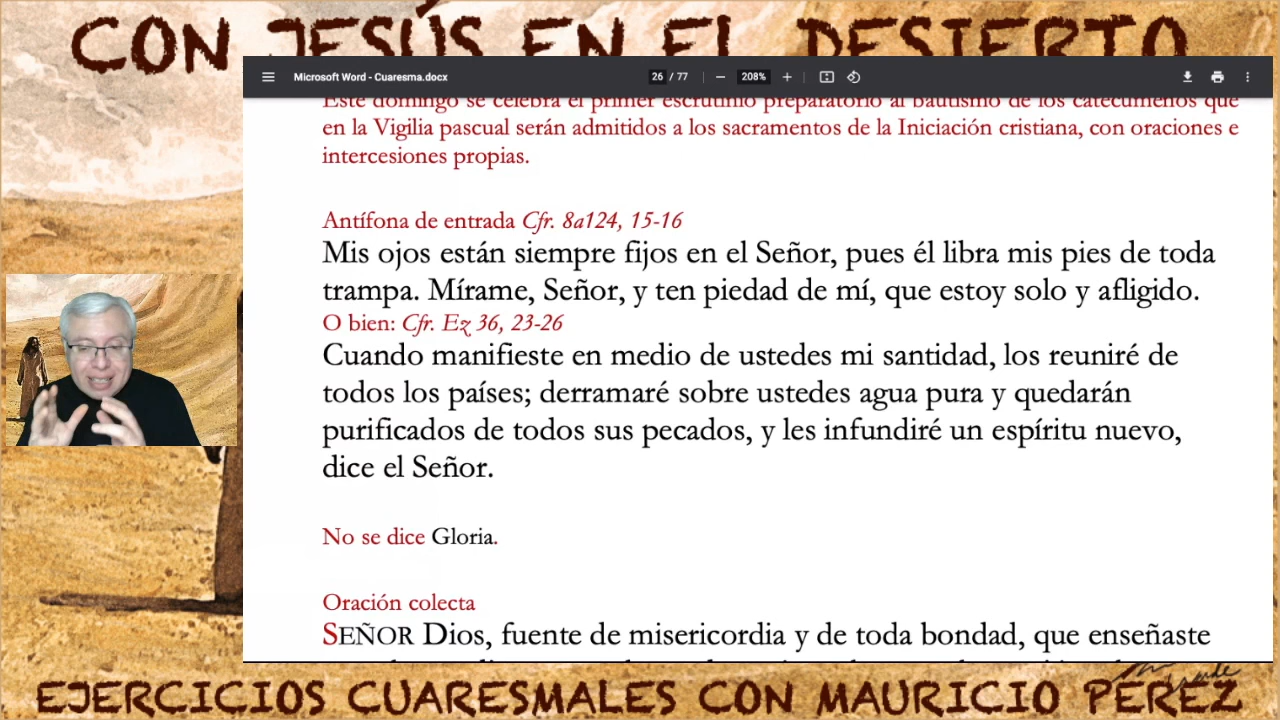 CON JESÚS EN EL DESIERTO
Microsoft Word - Cuaresma.docx
26 / 77
208%
Este domingo se celebra el primer escrutinio preparatorio al bautismo de los catecúmenos que
en la Vigilia pascual serán admitidos a los sacramentos de la Iniciación cristiana, con oraciones e
intercesiones propias.
Antífona de entrada Cfr. 8a124, 15-16
Mis ojos están siempre fijos en el Señor, pues él libra mis pies de toda
trampa. Mírame, Señor, y ten piedad de mí, que estoy solo y afligido.
O bien: Cfr. Ez 36, 23-26
Cuando manifieste en medio de ustedes mi santidad, los reuniré de
todos los países; derramaré sobre ustedes agua pura y quedarán
purificados de todos sus pecados, y les infundiré un espíritu nuevo,
dice el Señor.
No se dice Gloria.
Oración colecta
SEÑOR Dios, fuente de misericordia y de toda bondad, que enseñaste
EJERCICIOS CUARESMALES CON MAURICIO PÉREZ